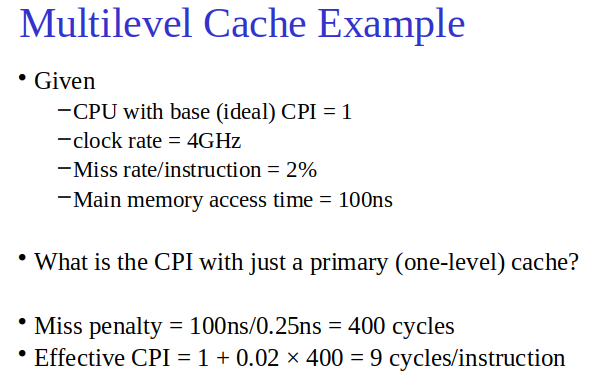 Multilevel Cache Example
• Given
–CPU with base (ideal) CPI = 1
–clock rate = 4GHz
–Miss rate/instruction = 2%
–Main memory access time = 100ns
• What is the CPI with just a primary (one-level) cache?
• Miss penalty = 100ns/0.25ns = 400 cycles
• Effective CPI = 1 + 0.02 × 400 = 9 cycles/instruction